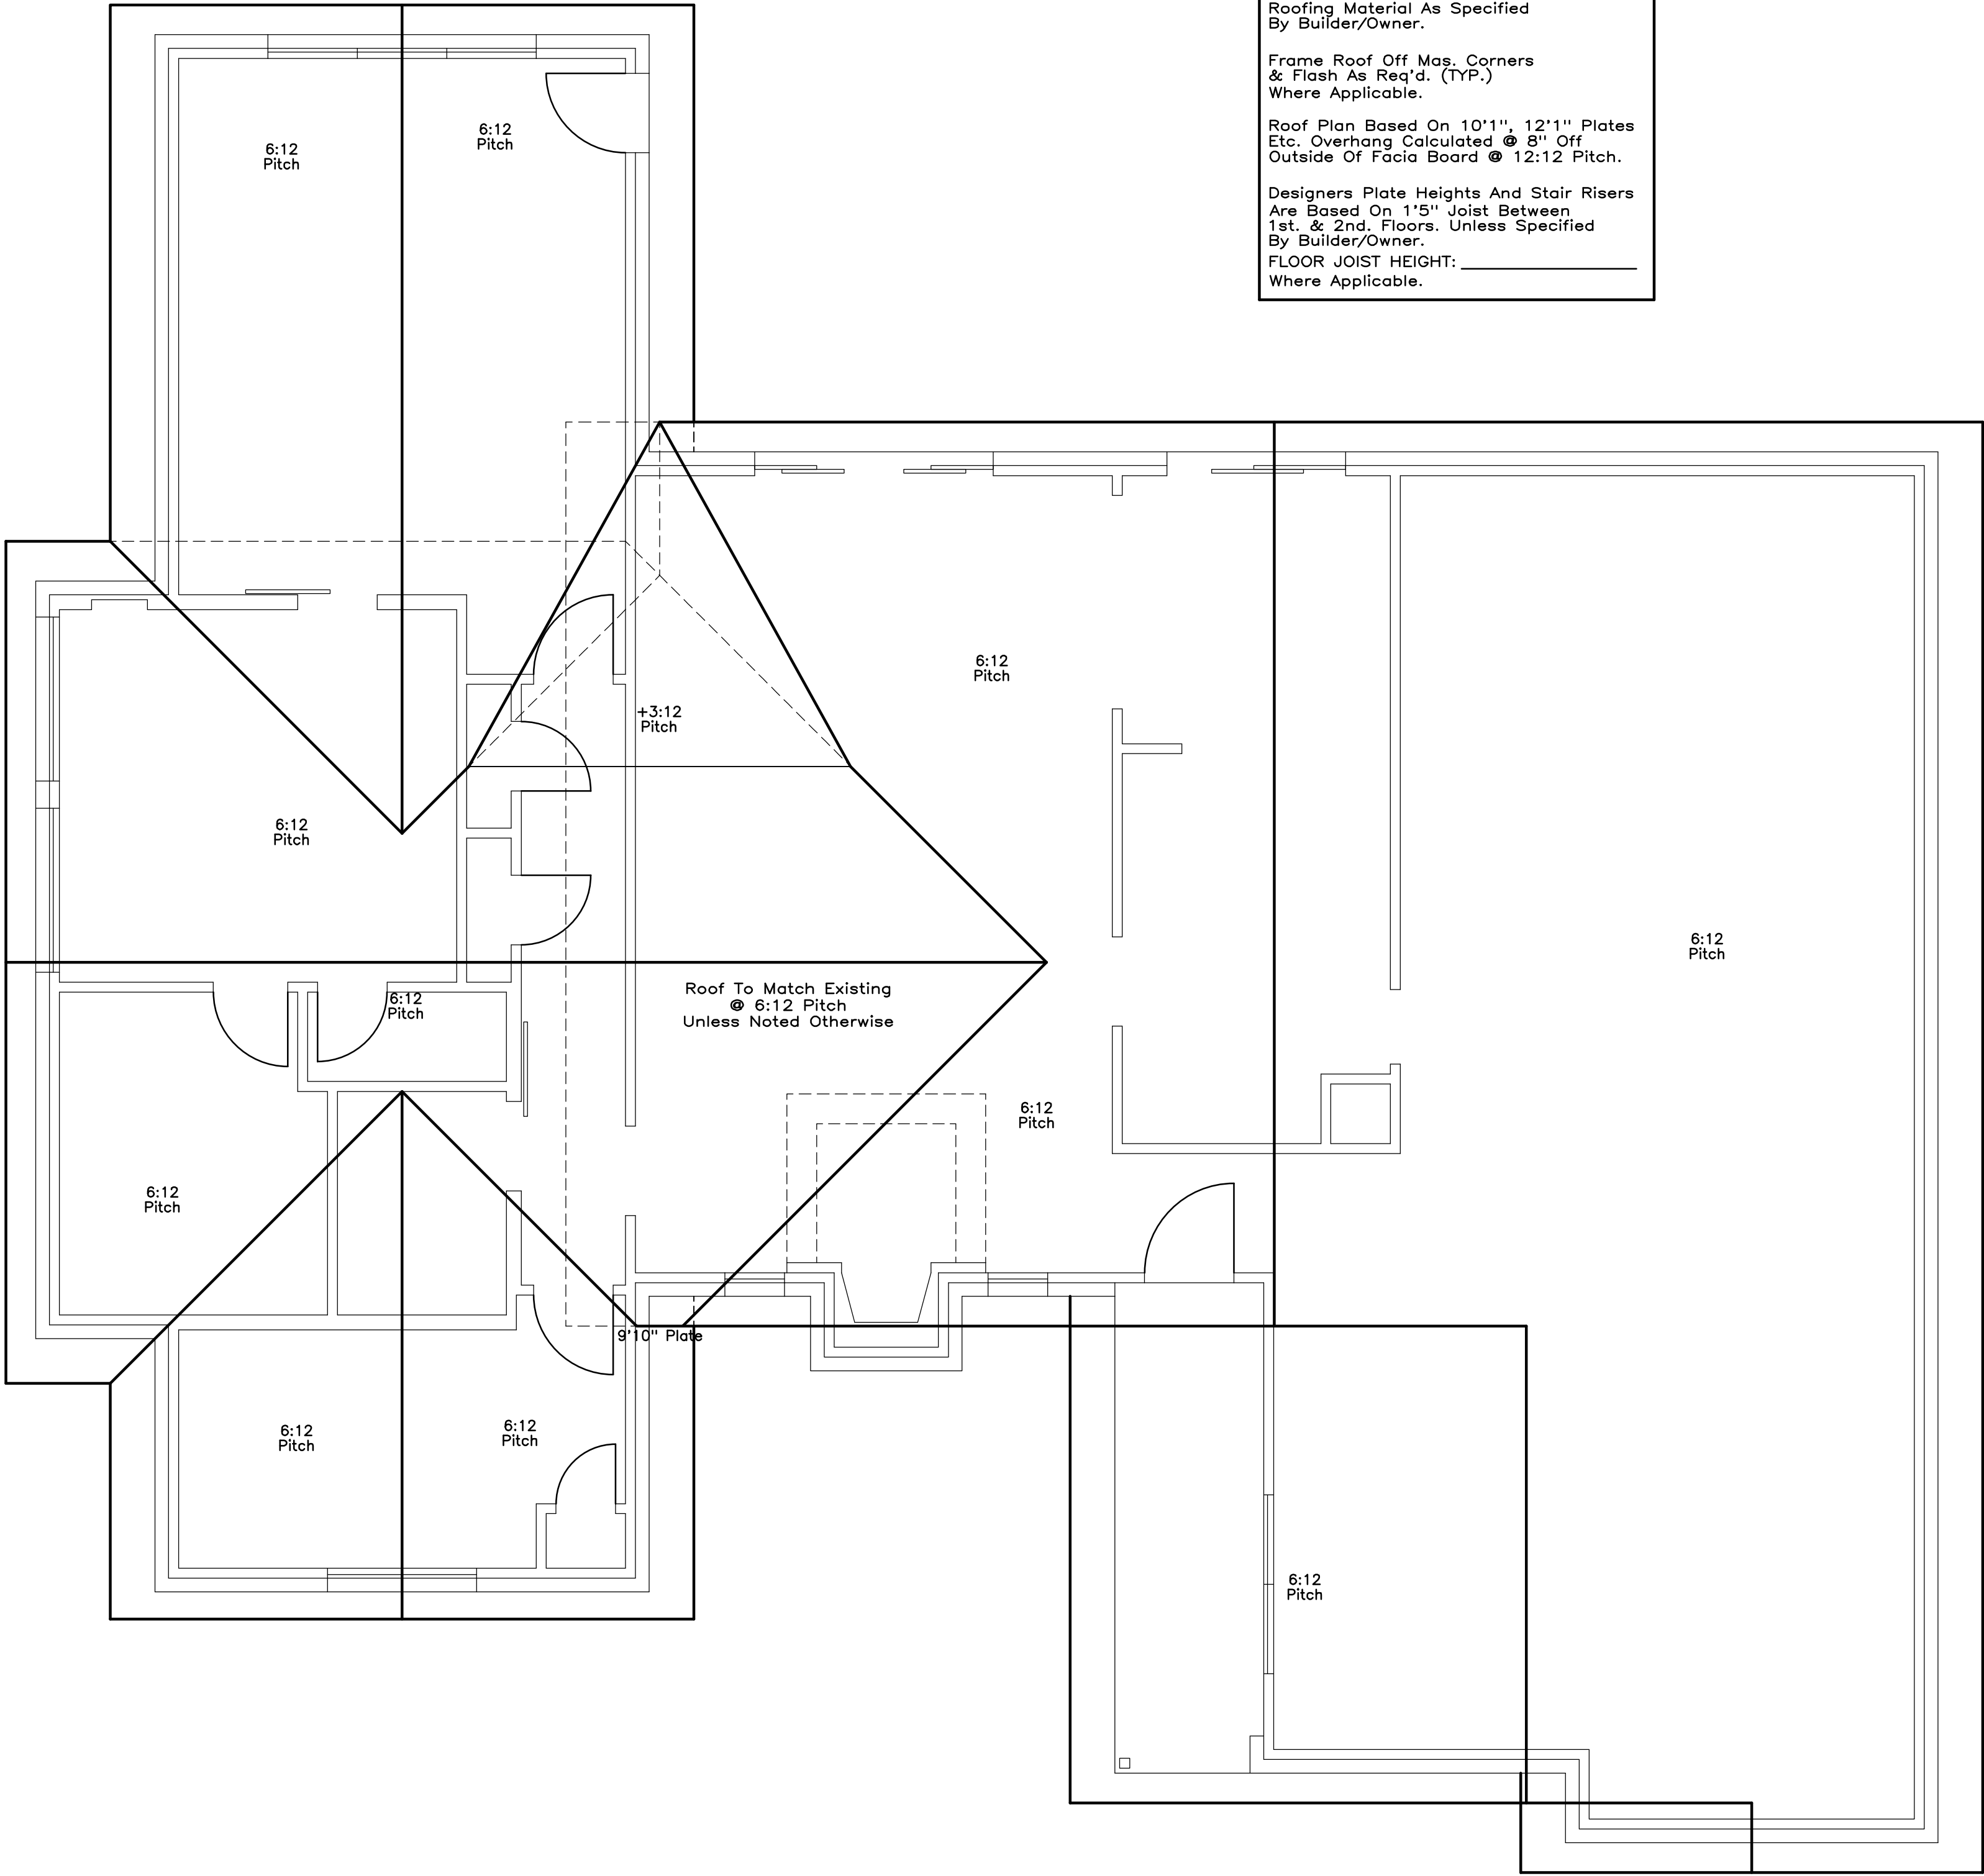 Roofing Material As Specified
By Builder/Owner.
Frame Roof Off Mas. Corners
& Flash As Req'd. (TYP.)
Where Applicable.
Roof Plan Based On 10'1", 12'1" Plates
Etc. Overhang Calculated @ 8" Off
Outside Of Facia Board @ 12:12 Pitch.
Designers Plate Heights And Stair Risers
Are Based On 1'5" Joist Between
1st. & 2nd. Floors. Unless Specified
By Builder/Owner.
FLOOR JOIST HEIGHT:
Where Applicable.
6:12
Pitch
6:12
Pitch
6:12
Pitch
+3:12
Pitch
6:12
Pitch
6:12
Pitch
6:12
Pitch
Roof To Match Existing
@ 6:12 Pitch
Unless Noted Otherwise
6:12
Pitch
6:12
Pitch
9'10" Plate
6:12
Pitch
6:12
Pitch
6:12
Pitch